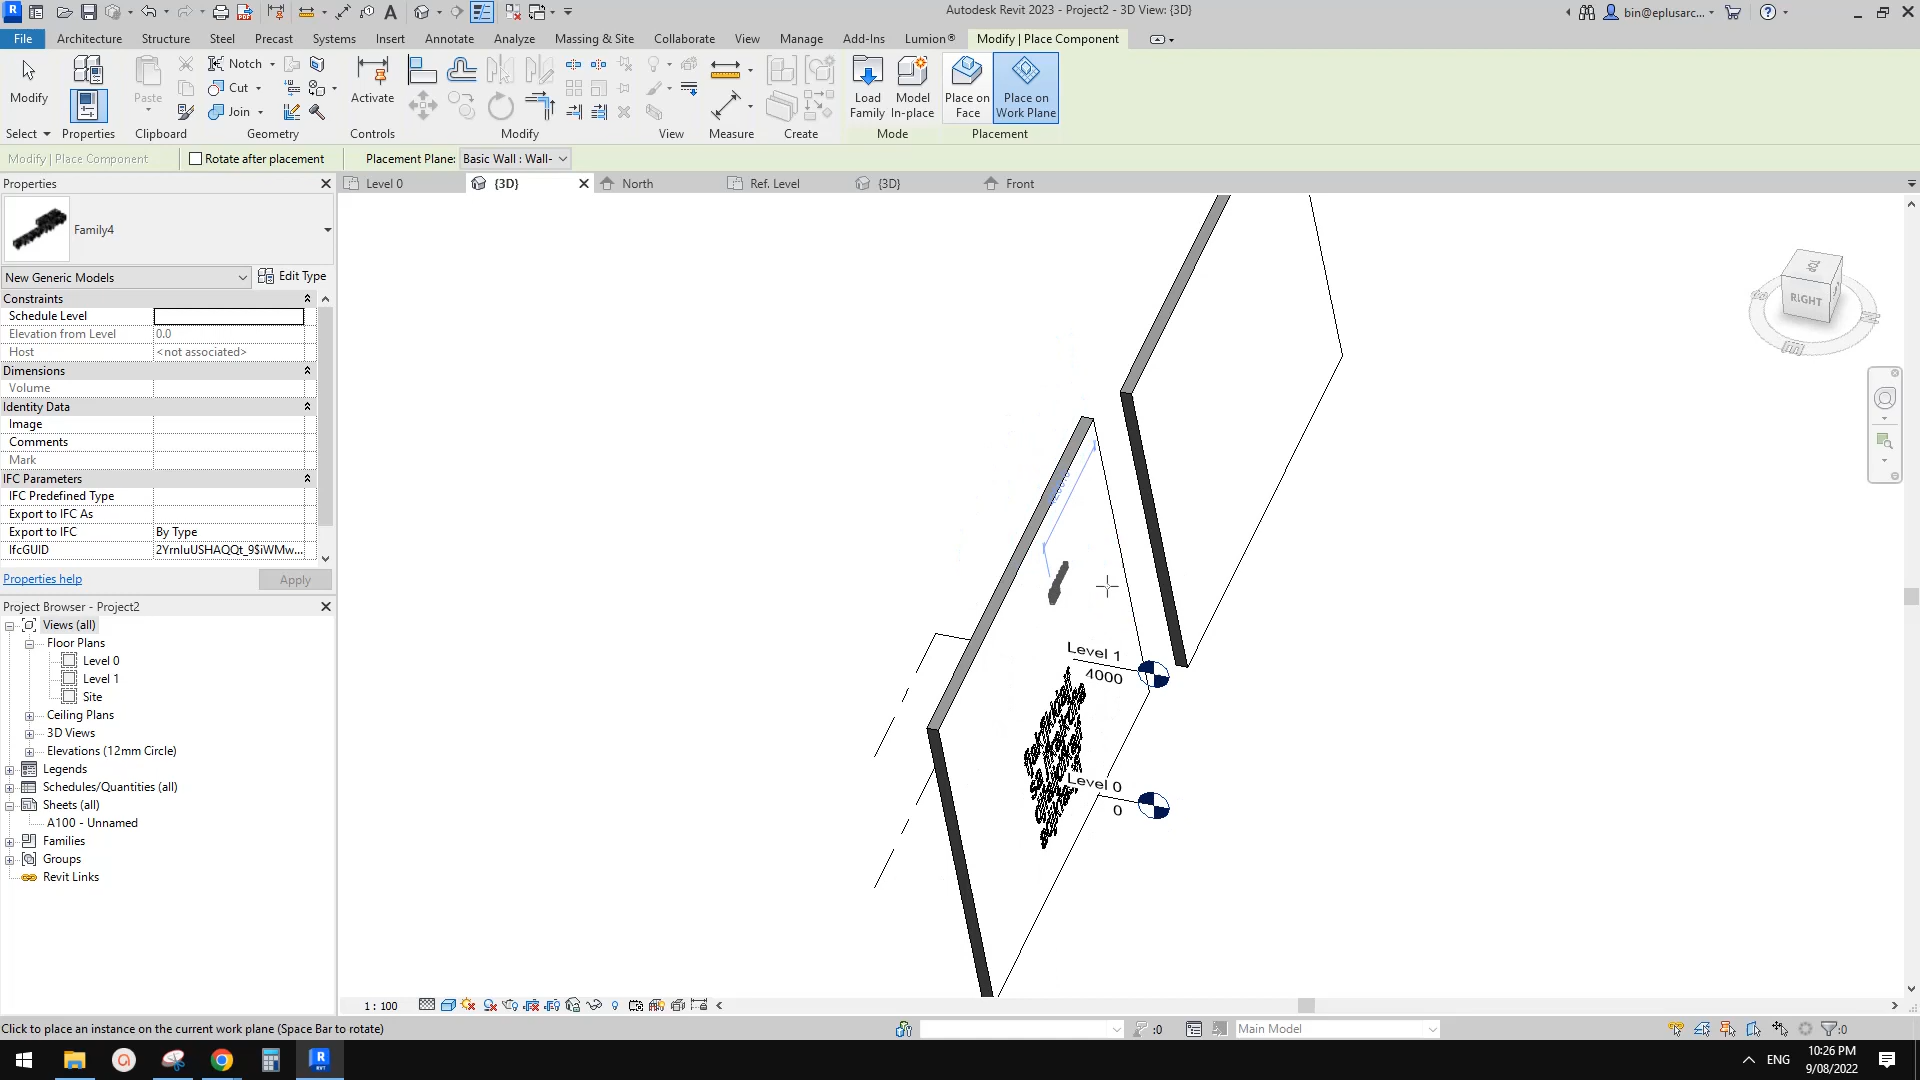 Autodesk Revit 2023 - Project2 - 3D View: {3D}
bin@eplusarc...
File
Architecture
Structure
Steel
Precast
Systems
Insert
Annotate
Analyze
Massing & Site
Collaborate
View
Manage
Add-Ins
Lumion®
Modify | Place Component
Modify
Paste
Notch
Cut
Join
Activate
Load
Family
Model
In-place
Place on
Face
Place on
Work Plane
Select
Properties
Clipboard
Geometry
Controls
Modify
View
Measure
Create
Mode
Placement
Modify | Place Component
Rotate after placement
Placement Plane:
Basic Wall : Wall-
Properties
Level 0
{3D}
North
Ref. Level
{3D}
Front
Family4
New Generic Models
Edit Type
Constraints
Schedule Level
Elevation from Level
0.0
Host
<not associated>
Dimensions
Volume
Identity Data
Image
Comments
Mark
IFC Parameters
IFC Predefined Type
Export to IFC As
Export to IFC
By Type
IfcGUID
2YrnIuUSHAQQt_9$iWMw...
Properties help
Apply
Project Browser - Project2
Views (all)
Floor Plans
Level 0
Level 1
Site
Ceiling Plans
3D Views
Elevations (12mm Circle)
Legends
Schedules/Quantities (all)
Sheets (all)
A100 - Unnamed
Families
Groups
Revit Links
TOP
RIGHT
Level 1
4000
Level 0
0
1 : 100
Click to place an instance on the current work plane (Space Bar to rotate)
:0
Main Model
:0
ENG
10:26 PM
9/08/2022